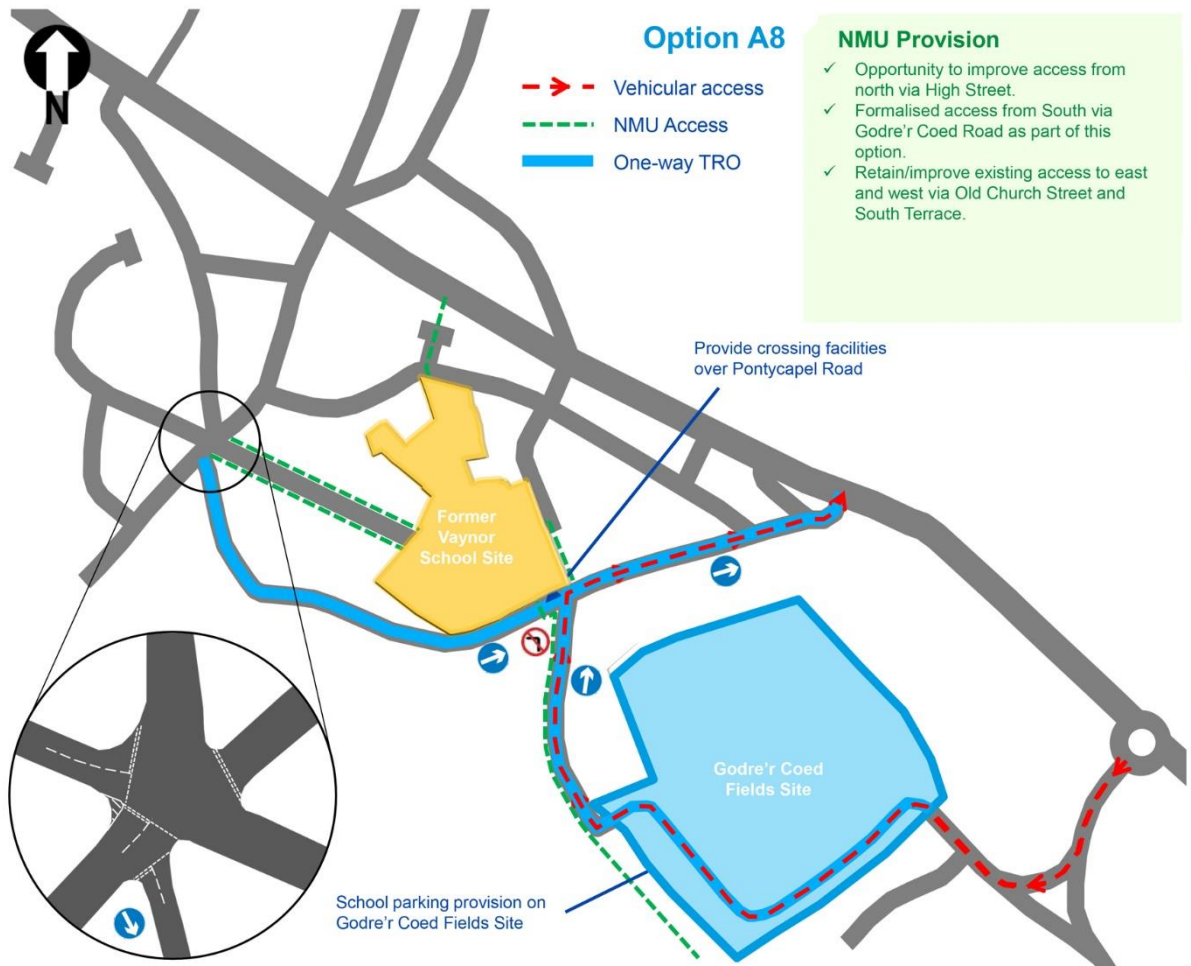 N
Option A8
Vehicular access
NMU Access
One-way TRO
NMU Provision
✓ Opportunity to improve access from
north via High Street.
✓ Formalised access from South via
Godre'r Coed Road as part of this
option.
✓ Retain/improve existing access to east
and west via Old Church Street and
South Terrace.
Provide crossing facilities
over Pontycapel Road
Former
Vaynor
School Site
Godre'r Coed
Fields Site
School parking provision on
Godre'r Coed Fields Site